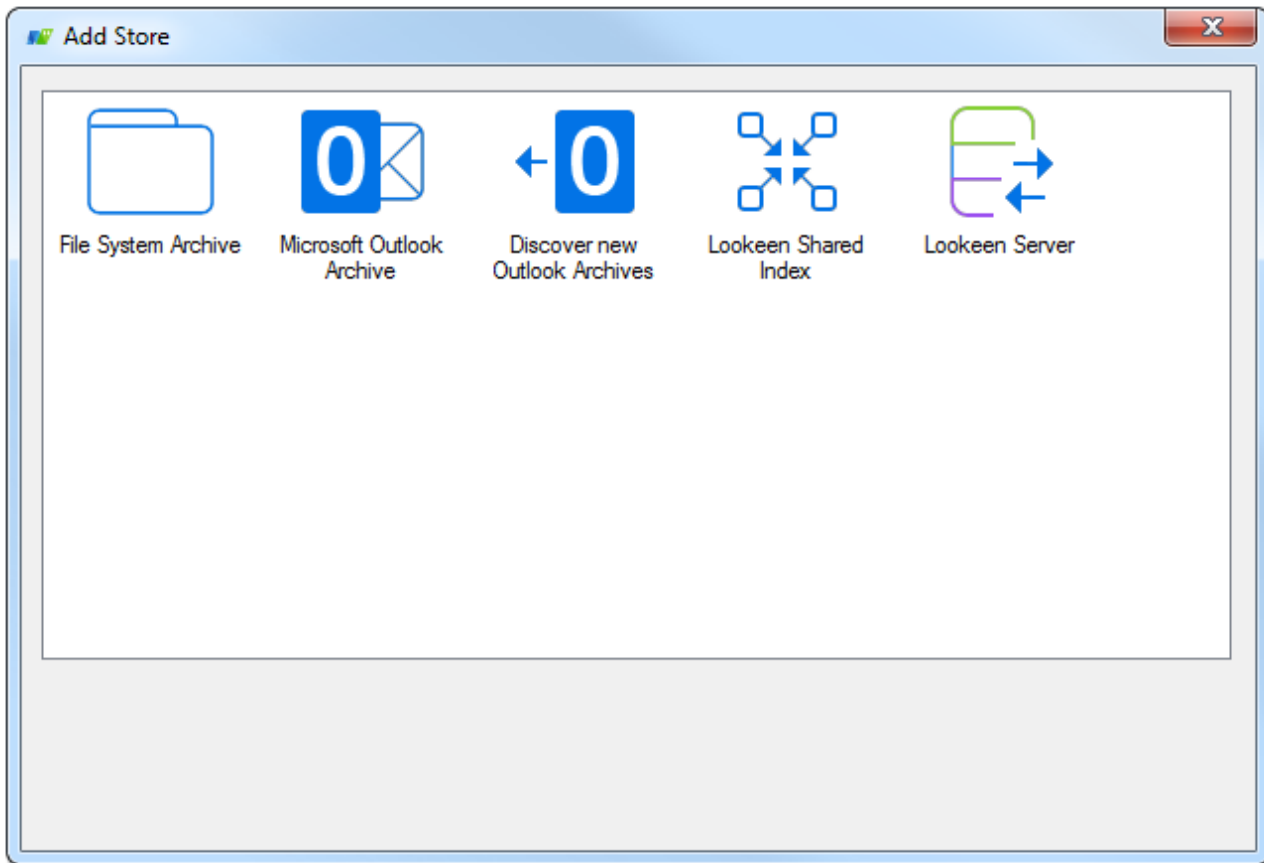 Add Store
File System Archive
Microsoft Outlook
Archive
Discover new
Outlook Archives
Lookeen Shared
Index
Lookeen Server